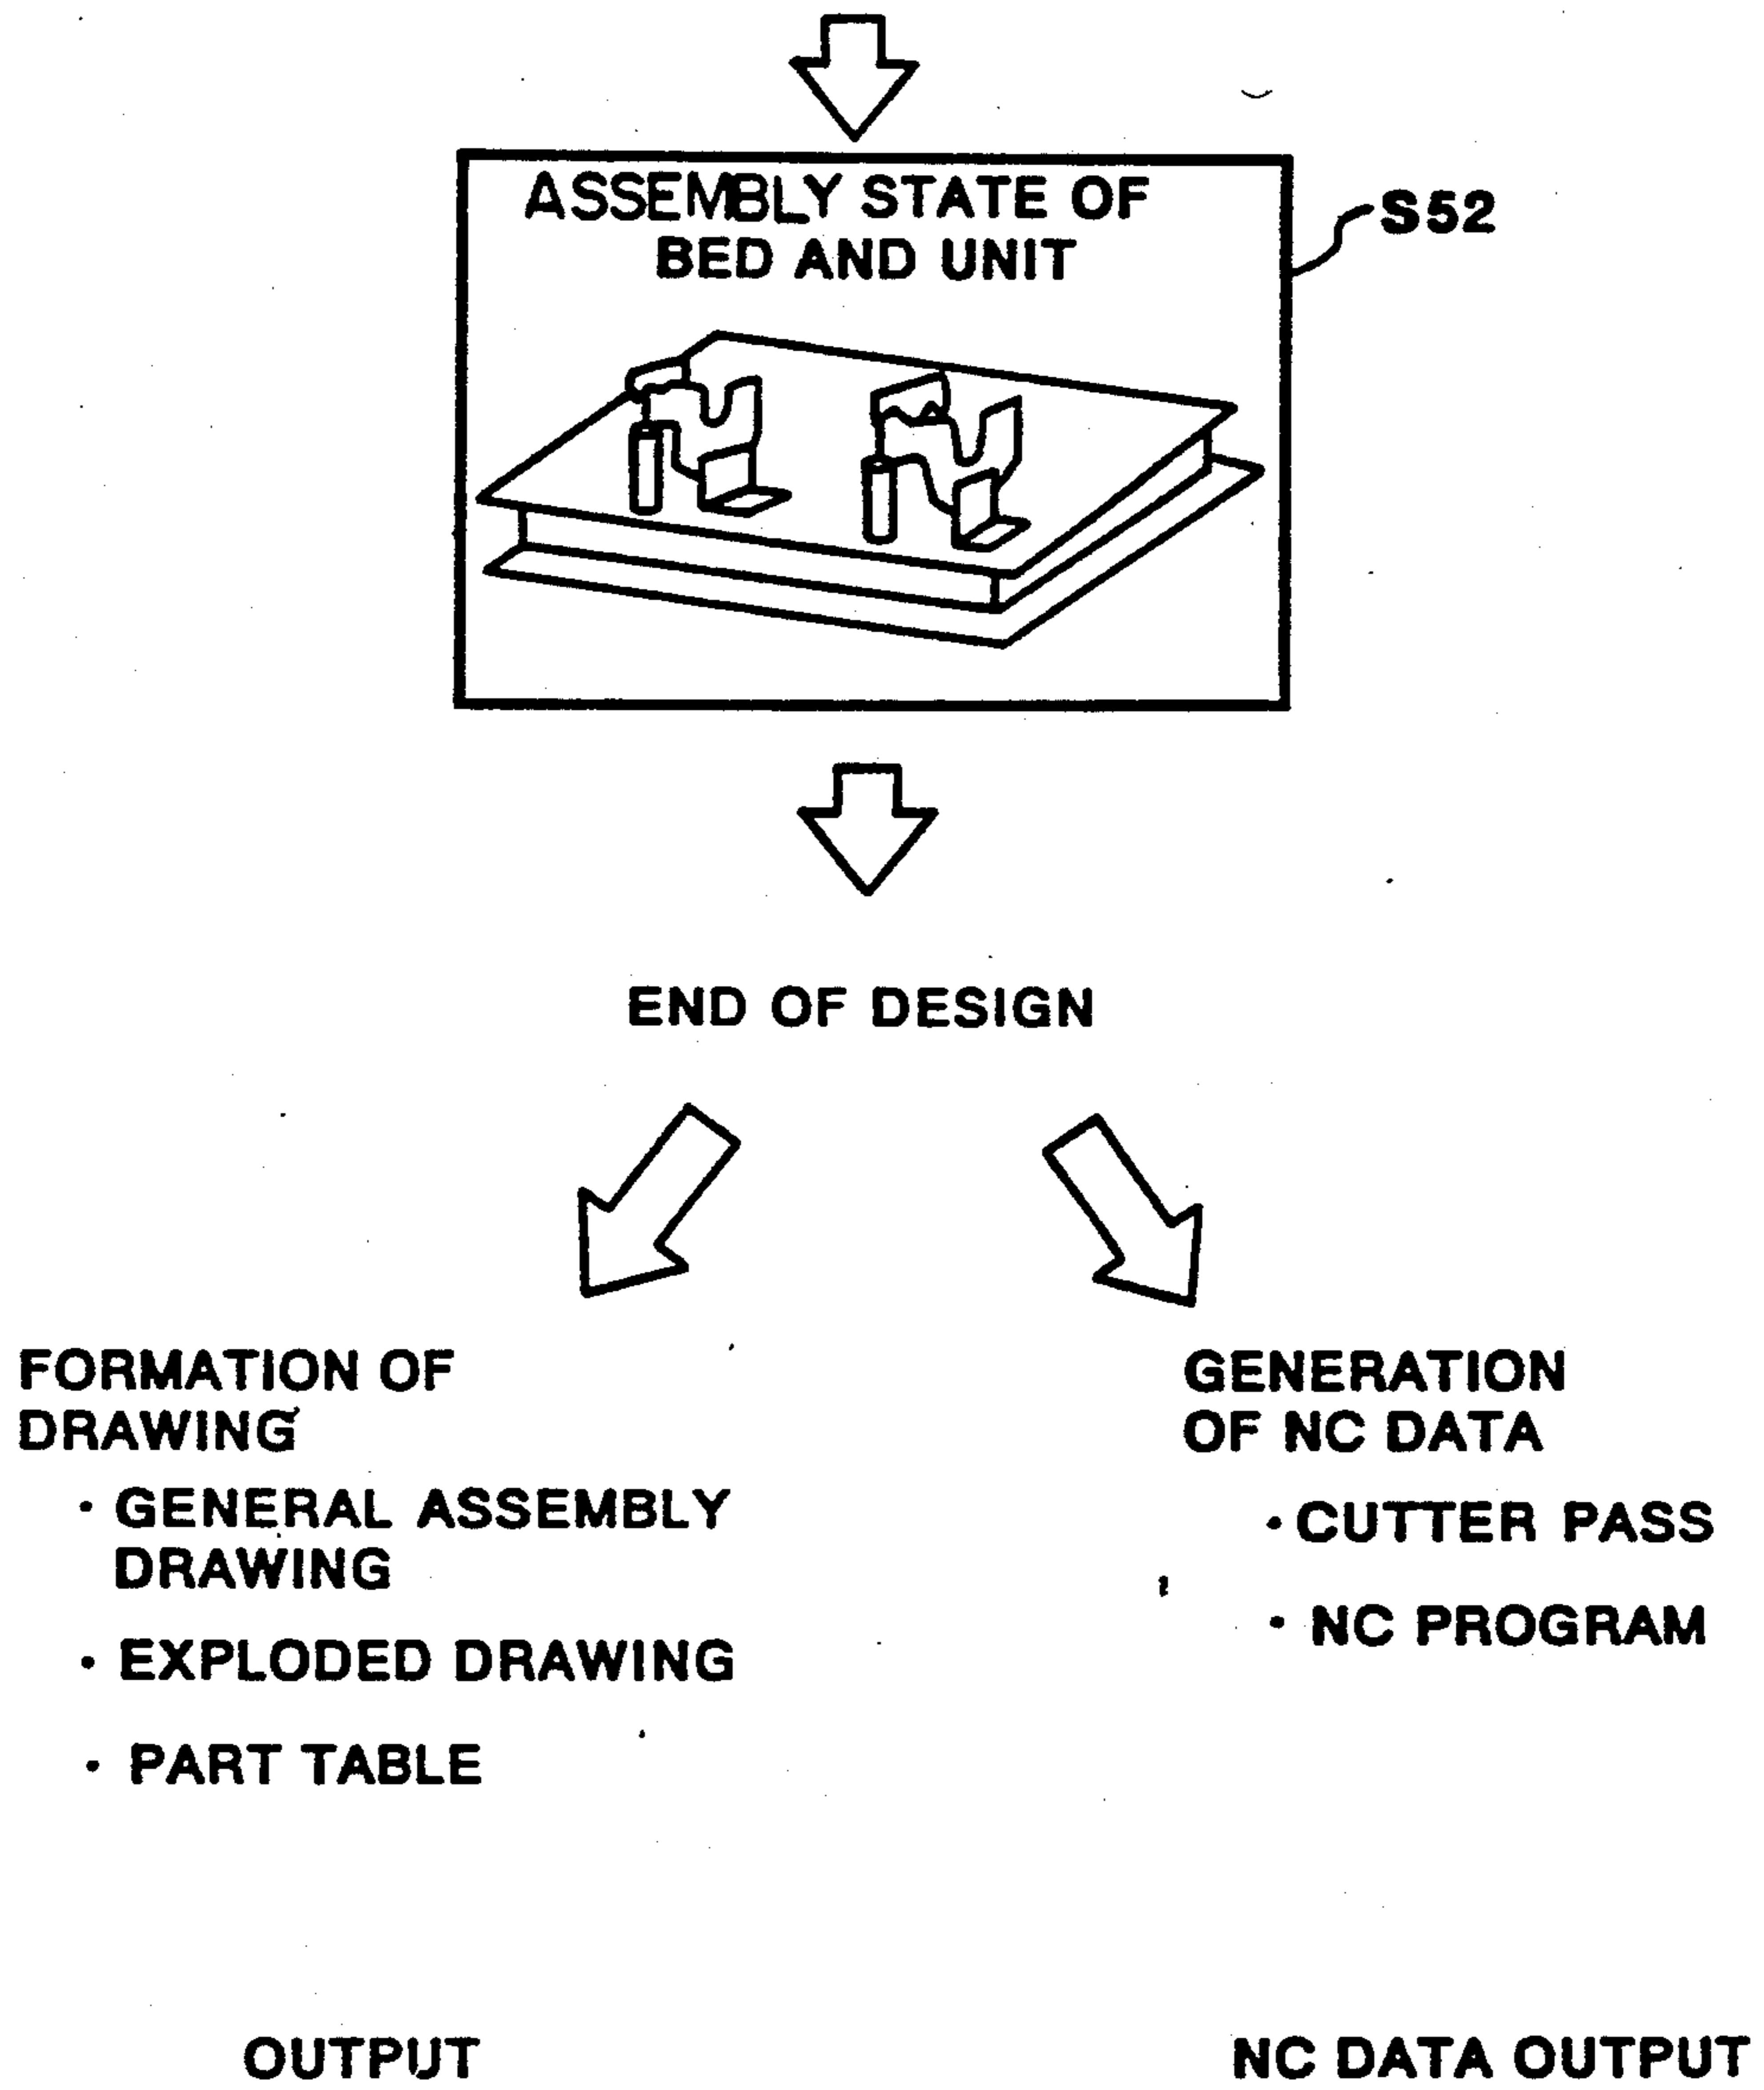 ASSEMBLY STATE OF
BED AND UNIT
S52
END OF DESIGN
FORMATION OF
DRAWING
• GENERAL ASSEMBLY
DRAWING
• EXPLODED DRAWING
• PART TABLE
GENERATION
OF NC DATA
• CUTTER PASS
• NC PROGRAM
OUTPUT
NC DATA OUTPUT